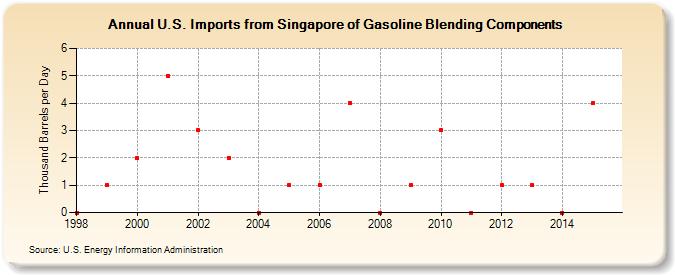 Annual U.S. Imports from Singapore of Gasoline Blending Components
Thousand Barrels per Day
6
5
4
3
2
1
0
1998 2000 2002 2004 2006 2008 2010 2012 2014
Source: U.S. Energy Information Administration